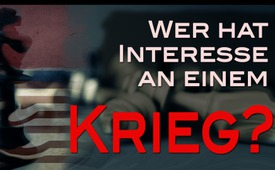 WER HAT
INTERESSE
AN EINEM
KRIEG?